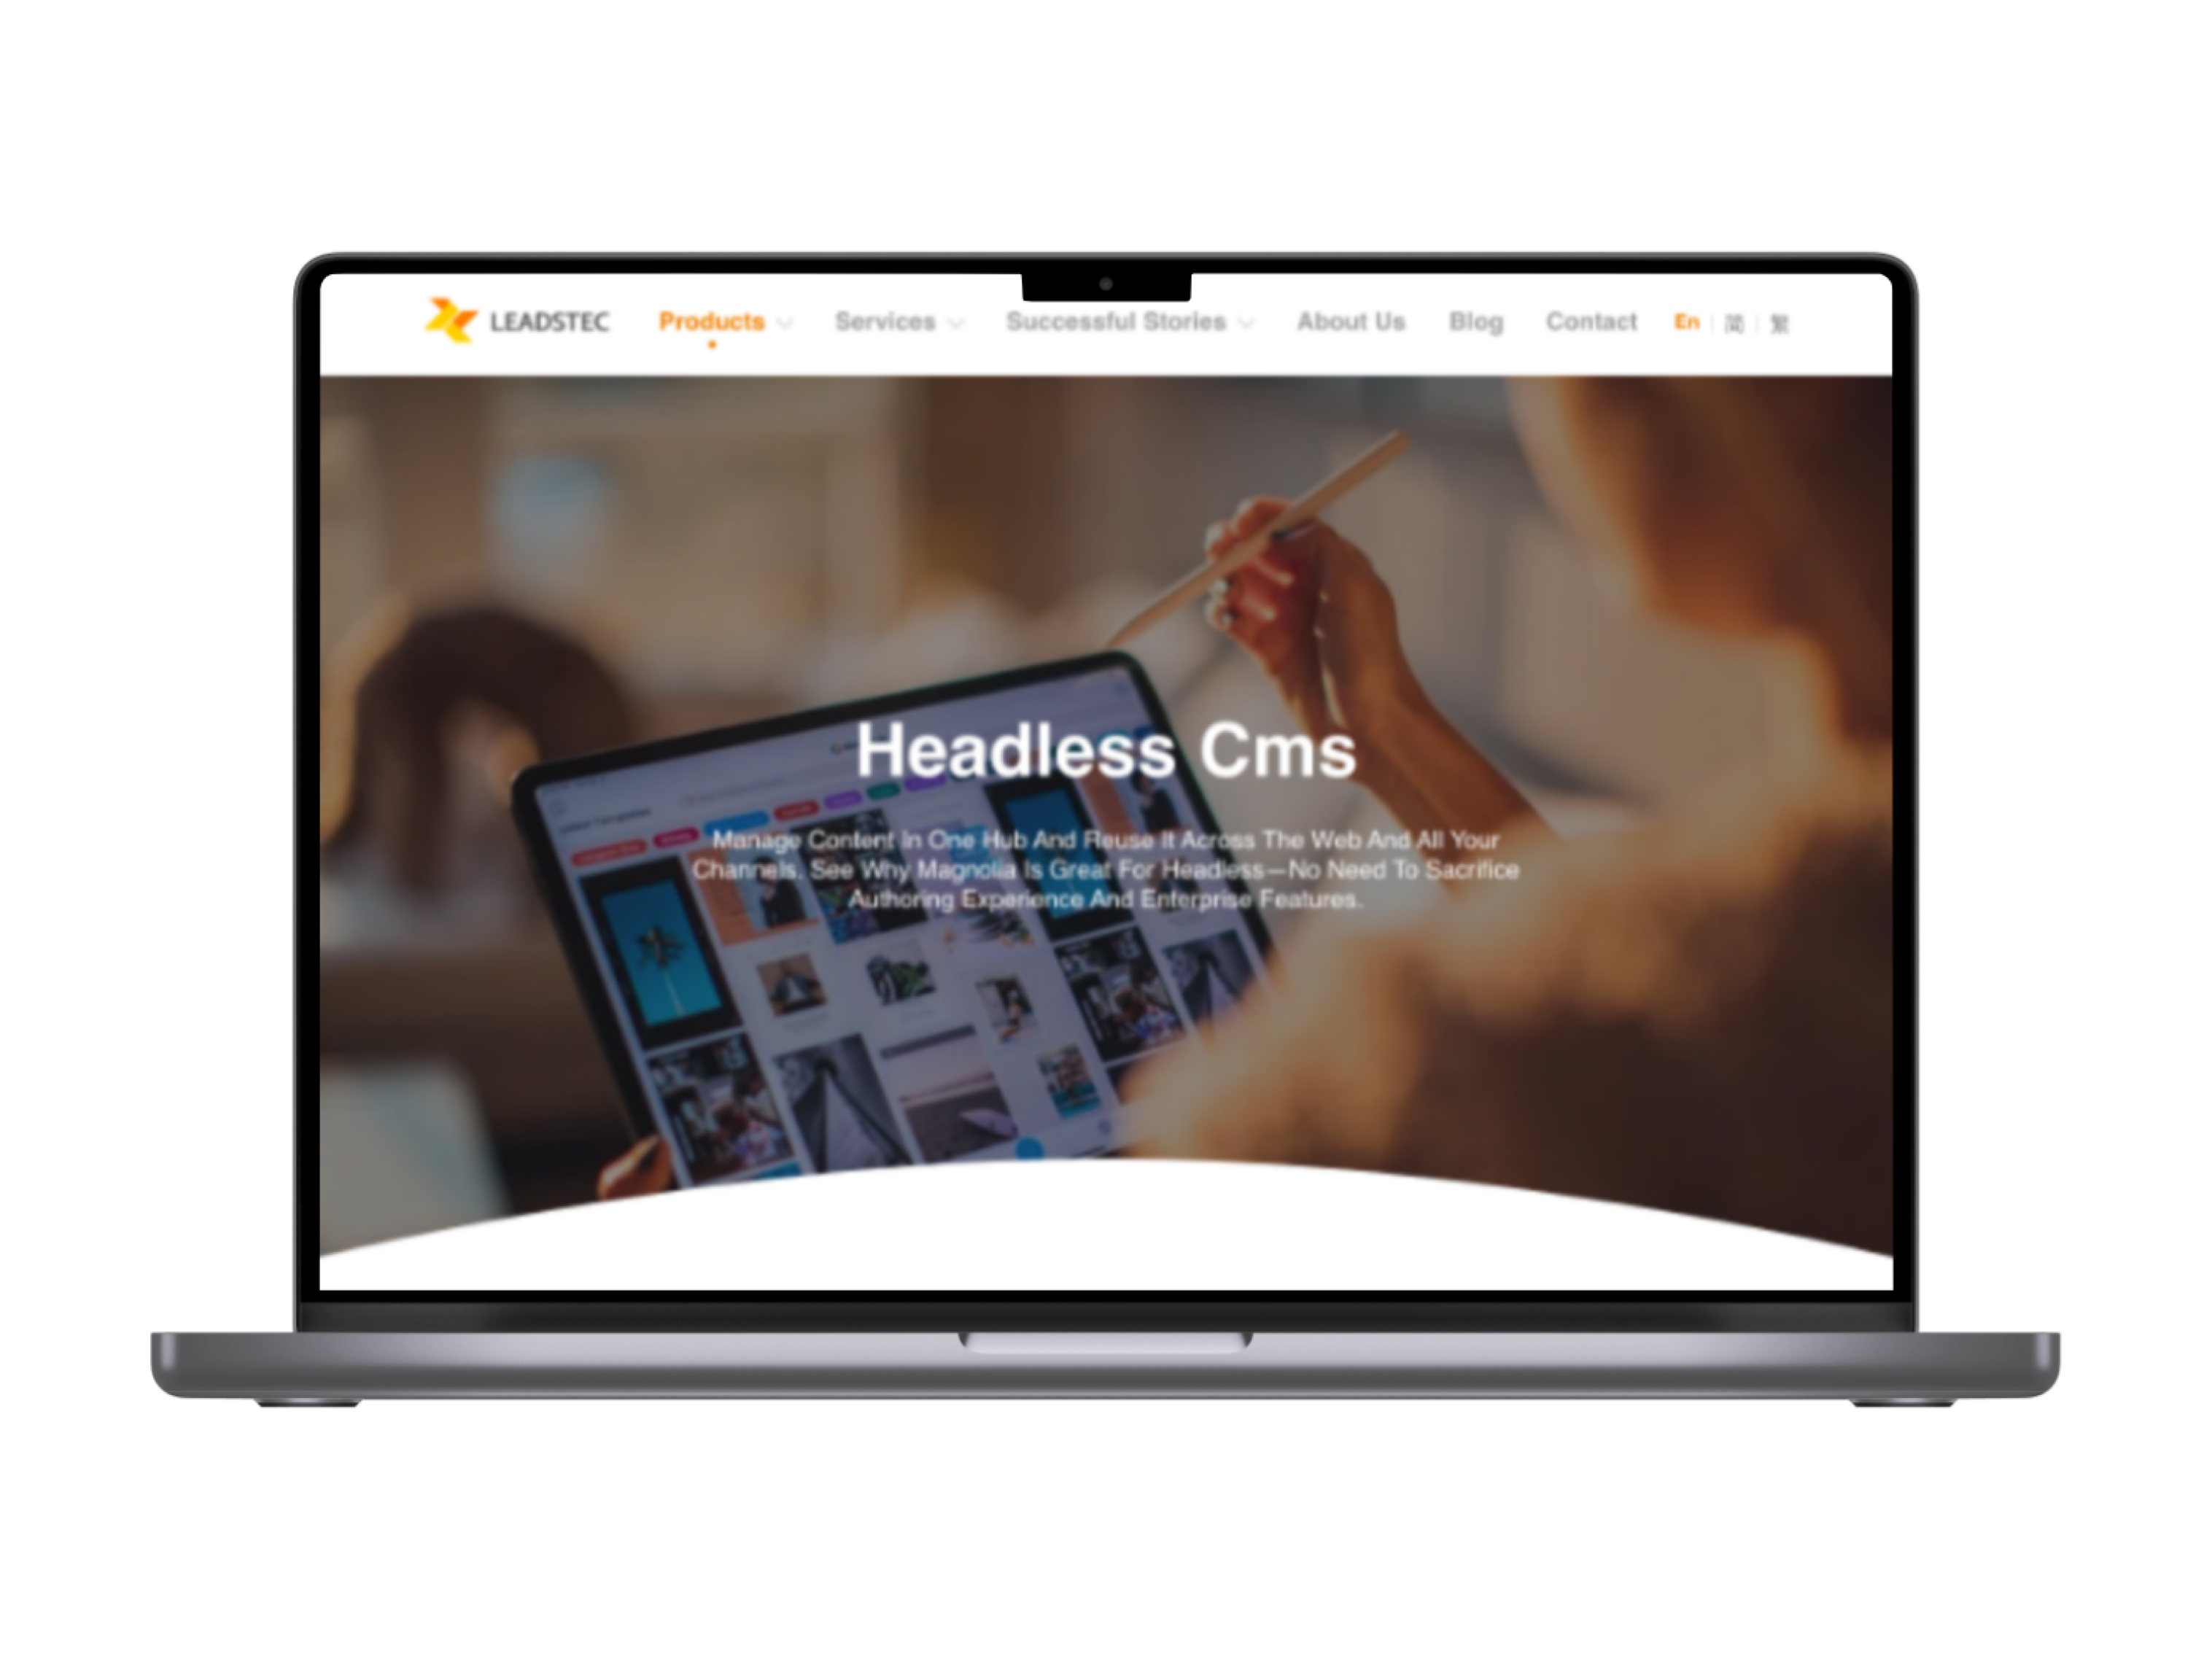 LEADSTEC
Products
Services
Successful Stories
About Us
Blog
Contact
En | 简 | 繁
Headless Cms
Manage Content In One Hub And Reuse It Across The Web And All Your
Channels. See Why Magnolia Is Great For Headless—No Need To Sacrifice
Authoring Experience And Enterprise Features.